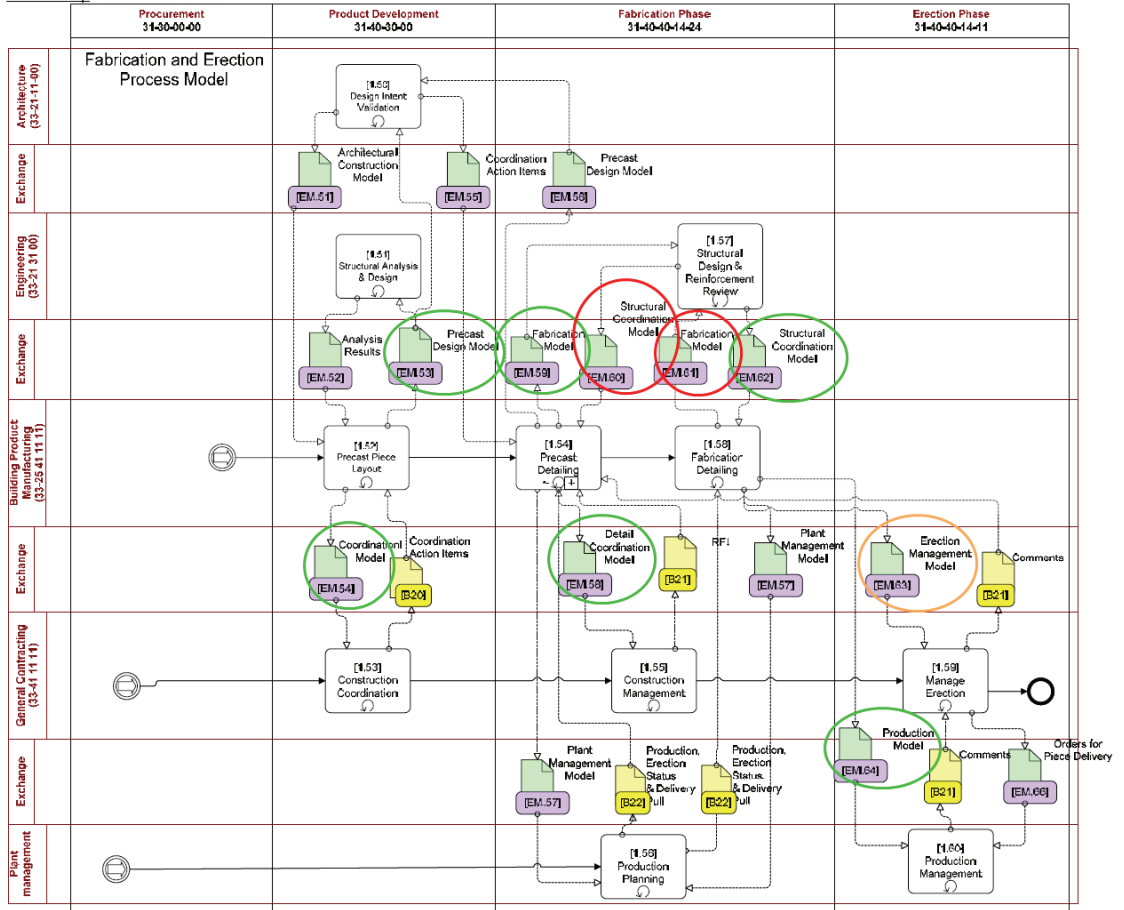 Procurement
31-30-00-00
Product Development
31-40-30-00
Fabrication Phase
31-40-40-14-24
Erection Phase
31-40-40-14-11
Fabrication and Erection
Process Model
Architecture
(33-21-11-00)
[1.50]
Design Intent
Validation
Exchange
Architectural
Construction
Model
[EM.51]
Coordination
Action Items
[EM.55]
Precast
Design Model
[EM.56]
Engineering
(33-21 31 00)
[1.51]
Structural Analysis
& Design
[1.57]
Structural
Design &
Reinforcement
Review
Exchange
Analysis
Results
[EM.52]
Precast
Design Model
[EM.53]
Fabrication
Model
[EM.59]
Structural
Coordination
Model
[EM.60]
Fabrication
Model
[EM.61]
Structural
Coordination
Model
[EM.62]
Building Product
Manufacturing
(33-25 41 11 11)
[1.52]
Precast Piece
Layout
[1.54]
Precast
Detailing
[1.58]
Fabrication
Detailing
Exchange
Coordination
Model
[EM.54]
Coordination
Action Items
[B20]
Detail
Coordination
Model
[EM.58]
[B21]
RFI
Plant
Management
Model
[EM.57]
Erection
Management
Model
[EM.63]
Comments
[B21]
General Contracting
(33-41 11 11)
[1.53]
Construction
Coordination
[1.55]
Construction
Management
[1.59]
Manage
Erection
Exchange
Plant
Management
Model
[EM.57]
Production,
Erection
Status
& Delivery
Pull
[B22]
Production,
Erection
Status
& Delivery
Pull
[B22]
Production
Model
[EM.64]
Comments
[B21]
Orders for
Piece Delivery
[EM.66]
Plant
management
[1.56]
Production
Planning
[1.60]
Production
Management